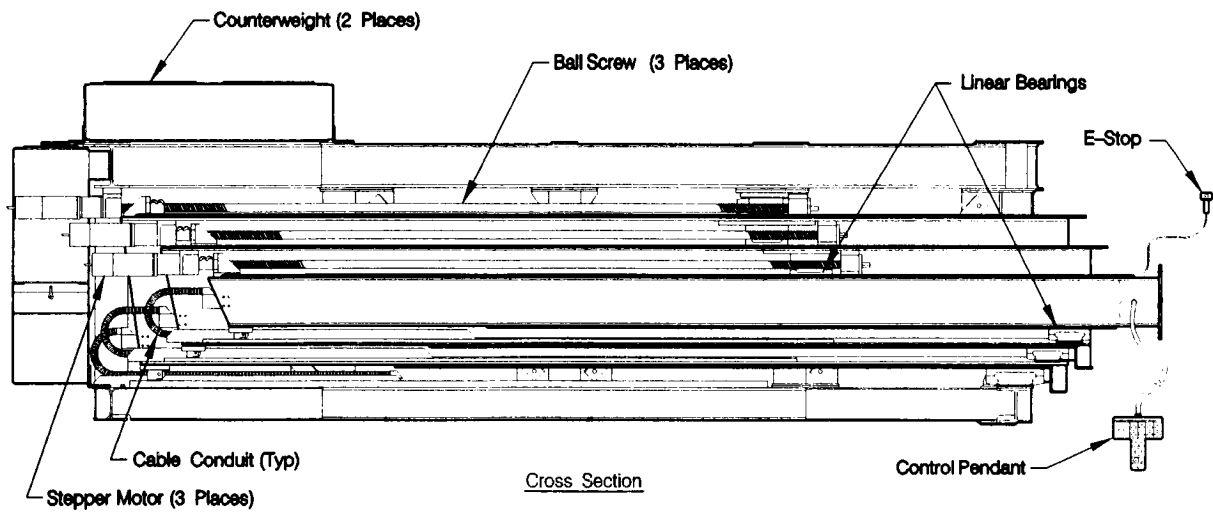 Counterweight (2 Places)
Ball Screw (3 Places)
Linear Bearings
E-Stop
Cable Conduit (Typ)
Control Pendant
Cross Section
Stepper Motor (3 Places)